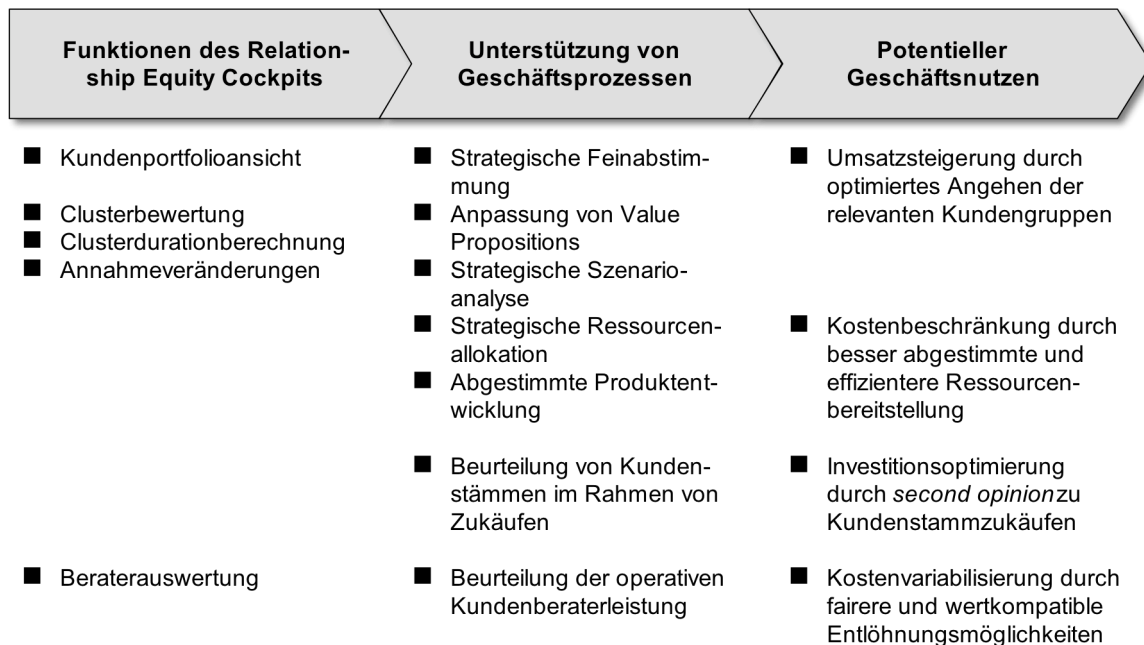 Funktionen des Relation-
ship Equity Cockpits
Unterstützung von
Geschäftsprozessen
Potentieller
Geschäftsnutzen
■ Kundenportfolioansicht
■ Clusterbewertung
■ Clusterdurationberechnung
■ Annahmeveränderungen
■ Beraterauswertung
■ Strategische Feinabstim-
mung
■ Anpassung von Value
Propositions
■ Strategische Szenario-
analyse
■ Strategische Ressourcen-
allokation
■ Abgestimmte Produktent-
wicklung
■ Beurteilung von Kunden-
stämmen im Rahmen von
Zukäufen
■ Beurteilung der operativen
Kundenberaterleistung
■ Umsatzsteigerung durch
optimiertes Angehen der
relevanten Kundengruppen
■ Kostenbeschränkung durch
besser abgestimmte und
effizientere Ressourcen-
bereitstellung
■ Investitionsoptimierung
durch second opinion zu
Kundenstammzukäufen
■ Kostenvariabilisierung durch
fairere und wertkompatible
Entlöhnungsmöglichkeiten